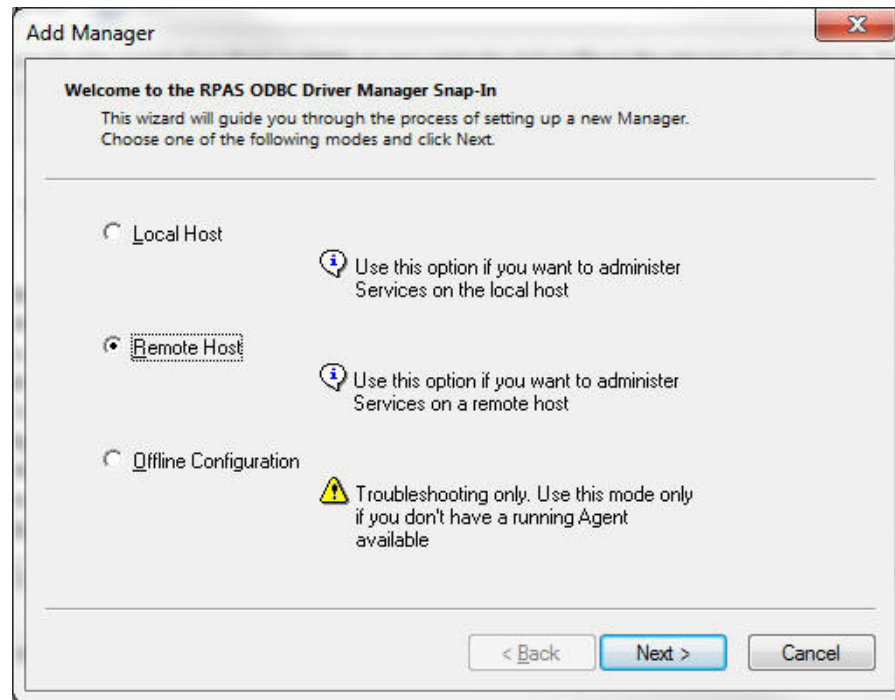 Add Manager
Welcome to the RPAS ODBC Driver Manager Snap-In
This wizard will guide you through the process of setting up a new Manager.
Choose one of the following modes and click Next.
Local Host
Use this option if you want to administer
Services on the local host
Remote Host
Use this option if you want to administer
Services on a remote host
Offline Configuration
Troubleshooting only. Use this mode only
if you don't have a running Agent
available
< Back Next > Cancel